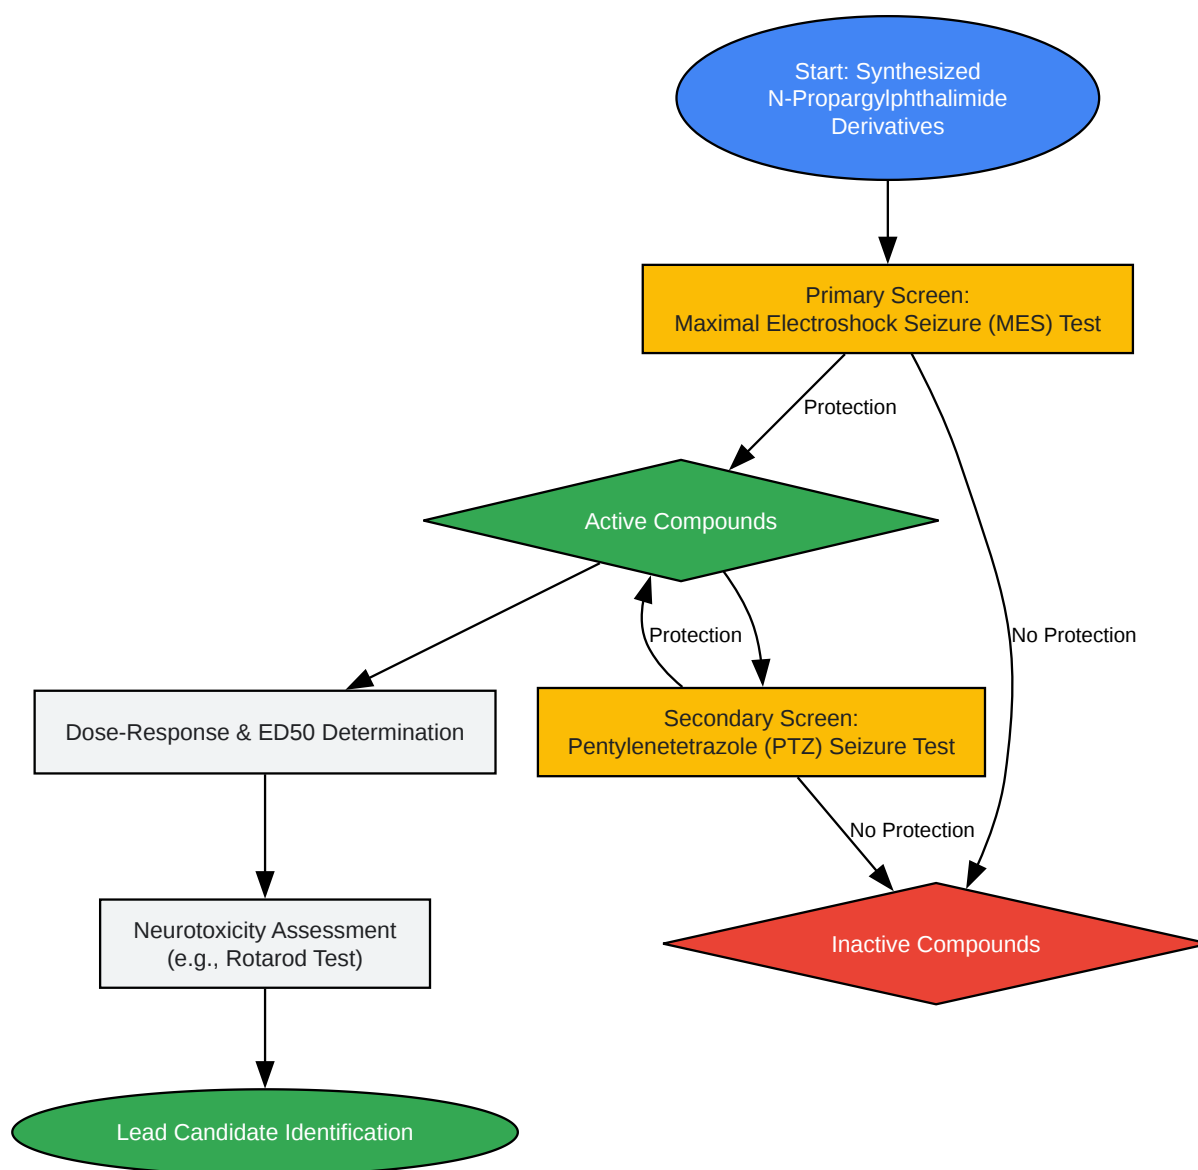 Start: Synthesized
N-Propargylphthalimide
Derivatives
Primary Screen:
Maximal Electroshock Seizure (MES) Test
Protection
Active Compounds
Protection
No Protection
Dose-Response & ED50 Determination
Secondary Screen:
Pentylenetetrazole (PTZ) Seizure Test
No Protection
Neurotoxicity Assessment
(e.g., Rotarod Test)
Inactive Compounds
Lead Candidate Identification